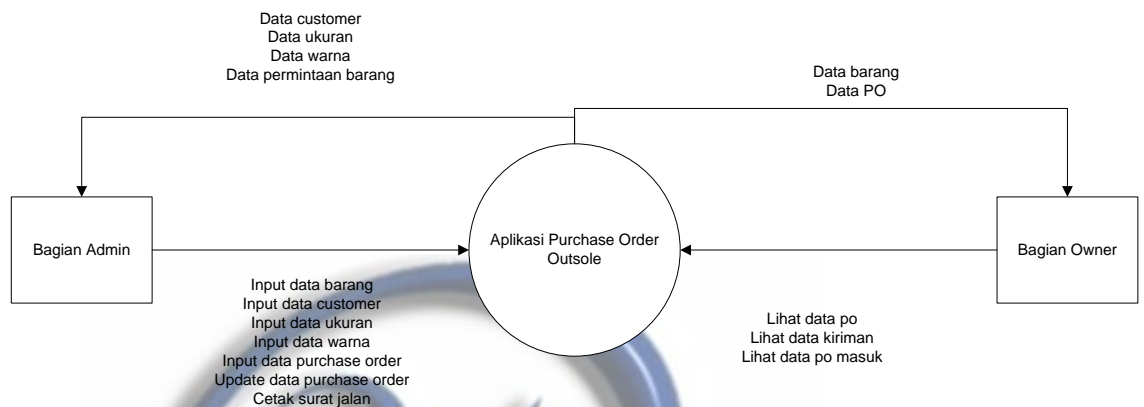 Data customer
Data ukuran
Data warna
Data permintaan barang
Data barang
Data PO
Bagian Admin
Aplikasi Purchase Order
Outsole
Bagian Owner
Input data barang
Input data customer
Input data ukuran
Input data warna
Input data purchase order
Update data purchase order
Cetak surat jalan
Lihat data po
Lihat data kiriman
Lihat data po masuk